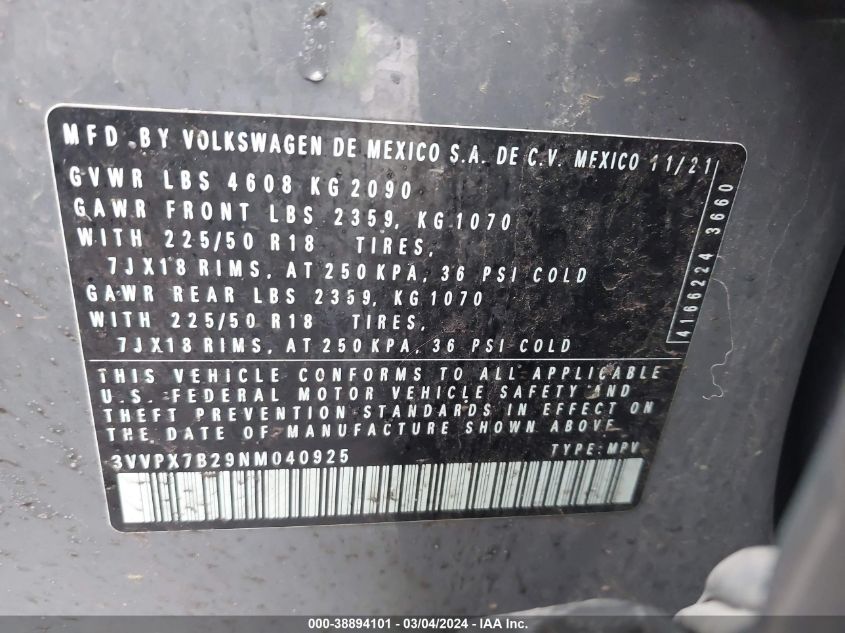 MFD. BY VOLKSWAGEN DE MEXICO S.A. DE C.V. MEXICO 11/21
GVWR LBS 4608 KG 2090
GAWR FRONT LBS 2359, KG 1070
WITH 225/50 R18 TIRES,
7JX18 RIMS, AT 250 KPA, 36 PSI COLD
GAWR REAR LBS 2359, KG 1070
WITH 225/50 R18 TIRES,
7JX18 RIMS, AT 250 KPA, 36 PSI COLD
4166224 3660
THIS VEHICLE CONFORMS TO ALL APPLICABLE
U.S. FEDERAL MOTOR VEHICLE SAFETY AND
THEFT PREVENTION STANDARDS IN EFFECT ON
THE DATE OF MANUFACTURE SHOWN ABOVE
3VVPX7B29NM040925 TYPE: MPV
000-38894101 - 03/04/2024 - IAA Inc.